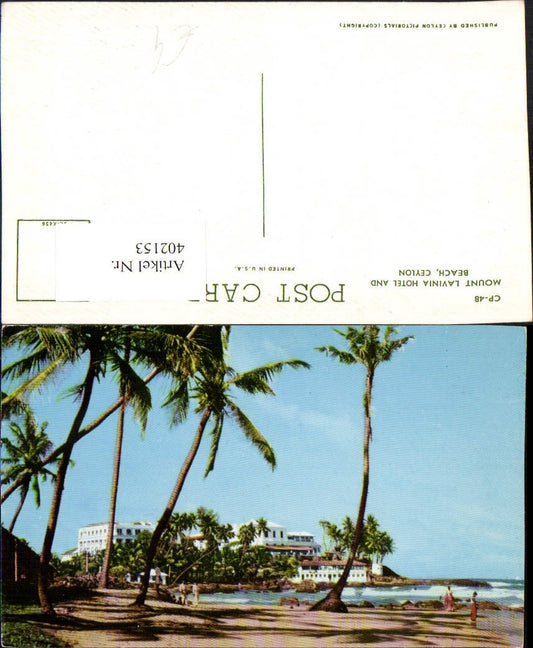 CP-48
MOUNT LAVINIA HOTEL AND
BEACH, CEYLON
POST CAR
PRINTED IN U.S.A.
PUBLISHED BY CEYLON PICTORIALS (COPYRIGHT)
Artikel Nr.
402153